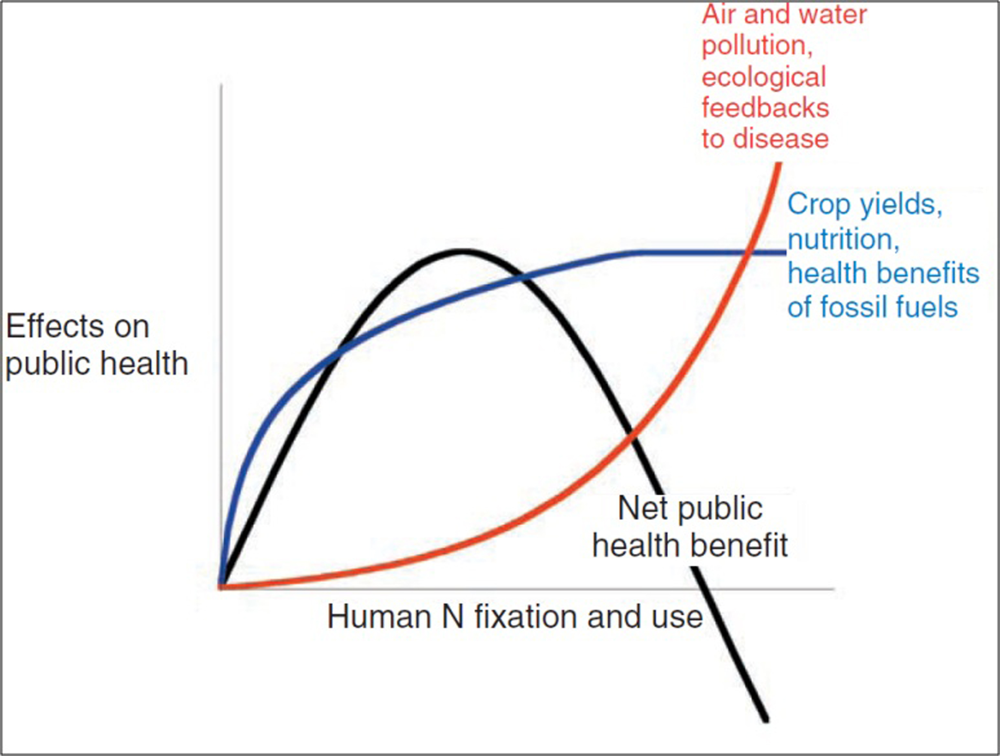 Air and water
pollution,
ecological
feedbacks
to disease
Crop yields,
nutrition,
health benefits
of fossil fuels
Effects on
public health
Net public
health benefit
Human N fixation and use